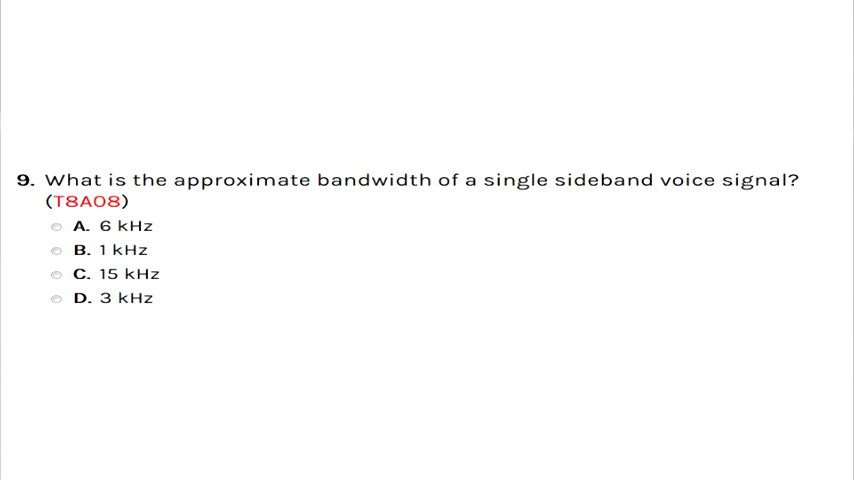 9. What is the approximate bandwidth of a single sideband voice signal?
(T8A08)
A. 6 kHz
B. 1 kHz
C. 15 kHz
D. 3 kHz